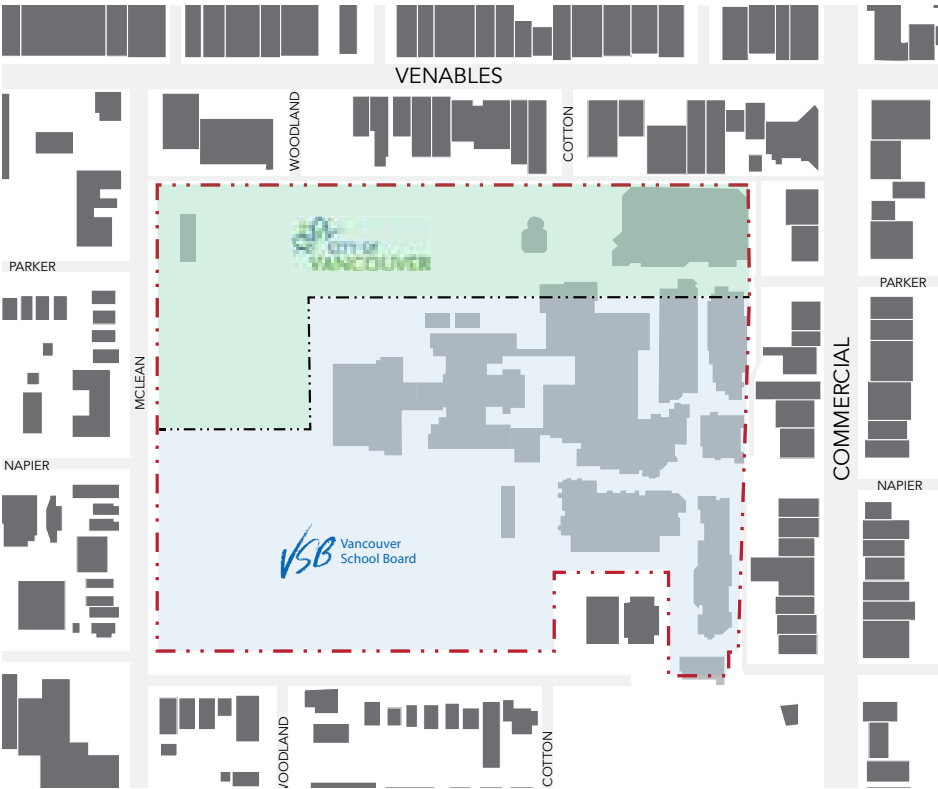 VENABLES
WOODLAND
COTTON
CITY OF
VANCOUVER
PARKER
PARKER
MCLEAN
COMMERCIAL
NAPIER
NAPIER
VSB Vancouver
School Board
WOODLAND
COTTON